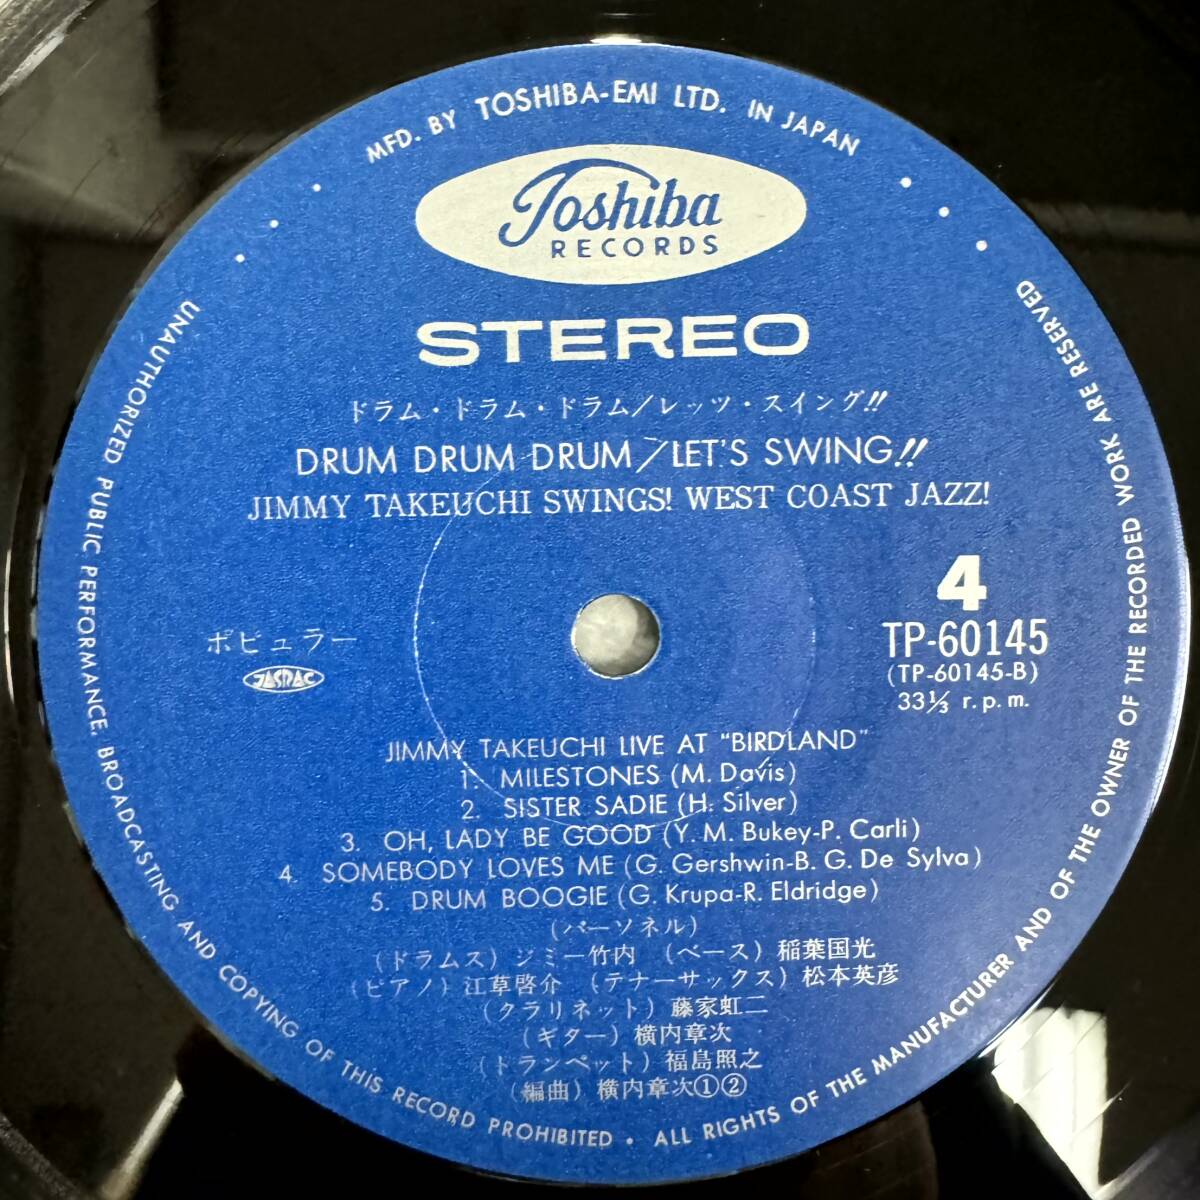 MFD. BY TOSHIBA-EMI LTD. IN JAPAN
Toshiba
RECORDS
STEREO
ドラム・ドラム・ドラム/レッツ・スイング!!
DRUM DRUM DRUM/LET'S SWING!!
JIMMY TAKEUCHI SWINGS! WEST COAST JAZZ!
4
TP-60145
(TP-60145-B)
33⅓ r.p.m.
ポピュラー
JASRAC
JIMMY TAKEUCHI LIVE AT "BIRDLAND"
1. MILESTONES (M. Davis)
2. SISTER SADIE (H. Silver)
3. OH, LADY BE GOOD (Y. M. Bukey-P. Carli)
4. SOMEBODY LOVES ME (G. Gershwin-B. G. De Sylva)
5. DRUM BOOGIE (G. Krupa-R. Eldridge)
(パーソネル)
(ドラムス) ジミー竹内 (ベース) 稲葉国光
(ピアノ) 江草啓介 (テナーサックス) 松本英彦
(クラリネット) 藤家虹二
(ギター) 横内章次
(トランペット) 福島照之
(編曲) 横内章次①②
UNAUTHORIZED PUBLIC PERFORMANCE, BROADCASTING AND COPYING OF THIS RECORD PROHIBITED • ALL RIGHTS OF THE MANUFACTURER AND OF THE OWNER OF THE RECORDED WORK ARE RESERVED